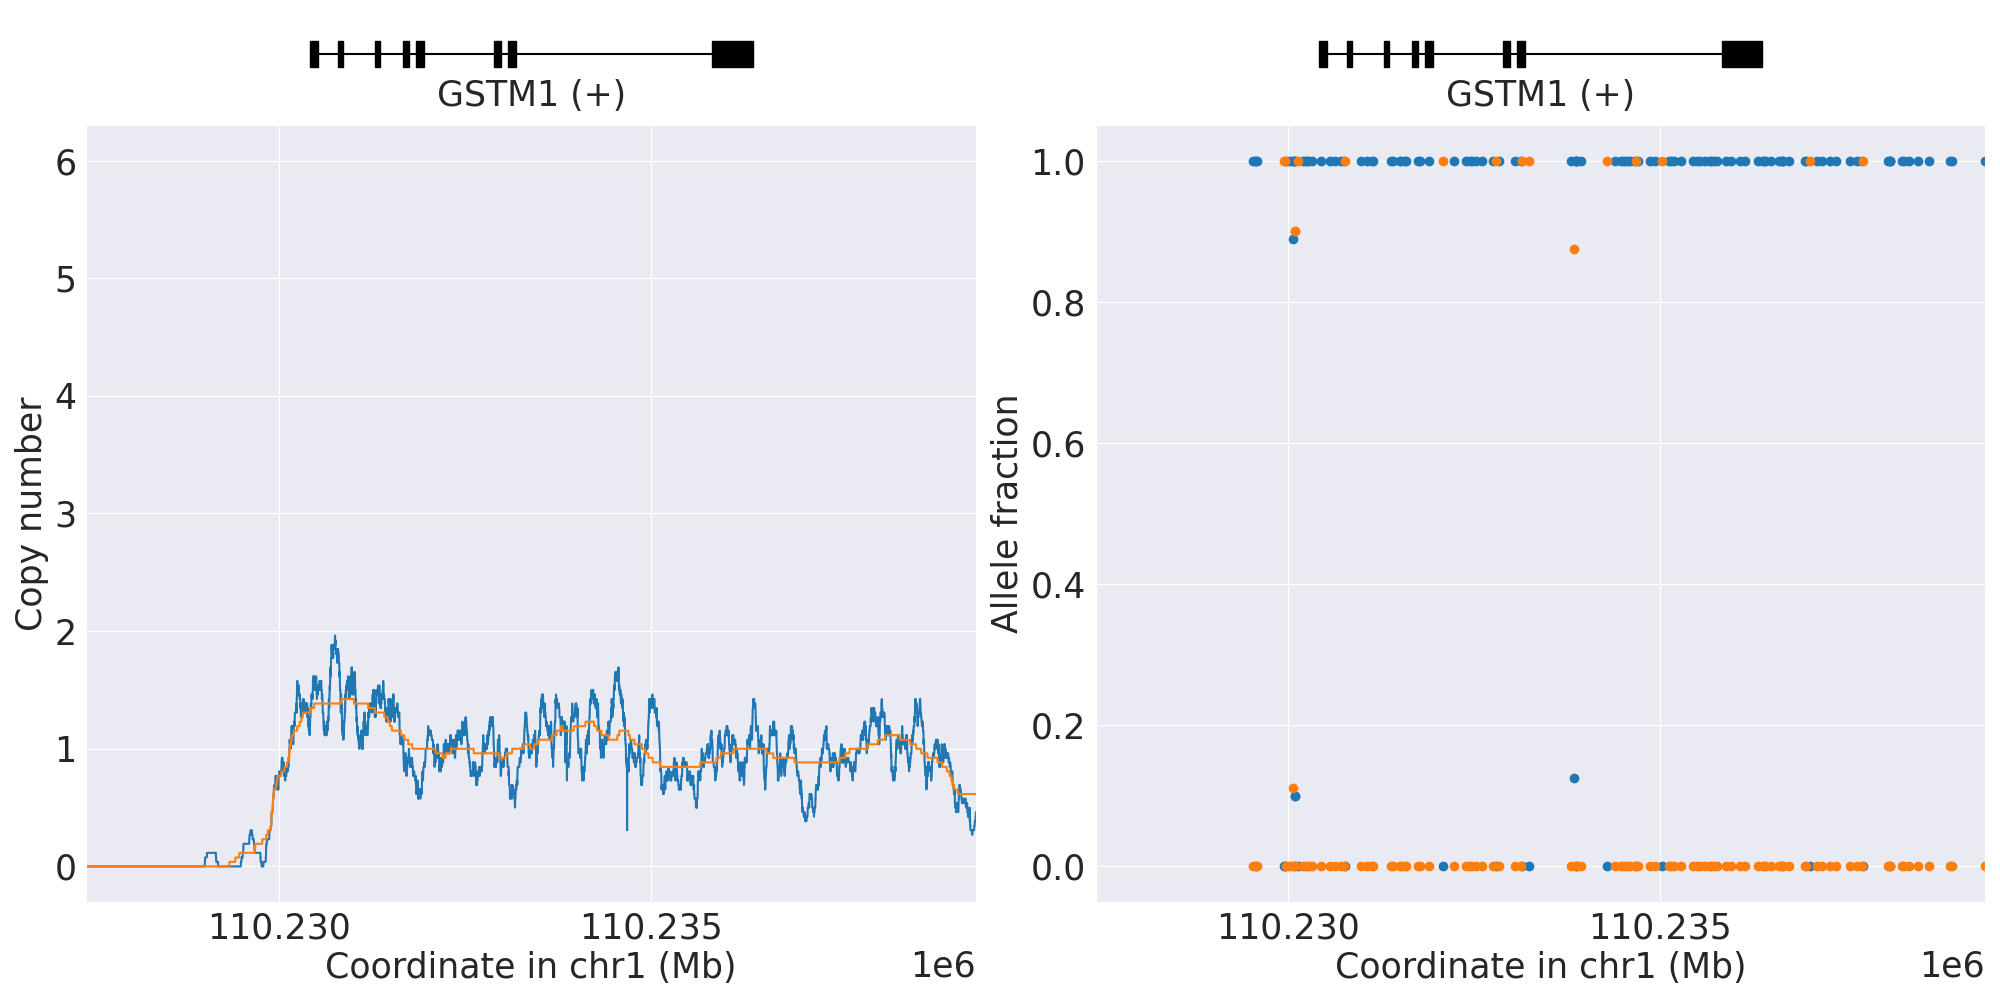 GSTM1 (+)
6
5
4
3
2
1
0
Copy number
110.230
110.235
Coordinate in chr1 (Mb)
1e6
GSTM1 (+)
1.0
0.8
0.6
0.4
0.2
0.0
Allele fraction
110.230
110.235
Coordinate in chr1 (Mb)
1e6